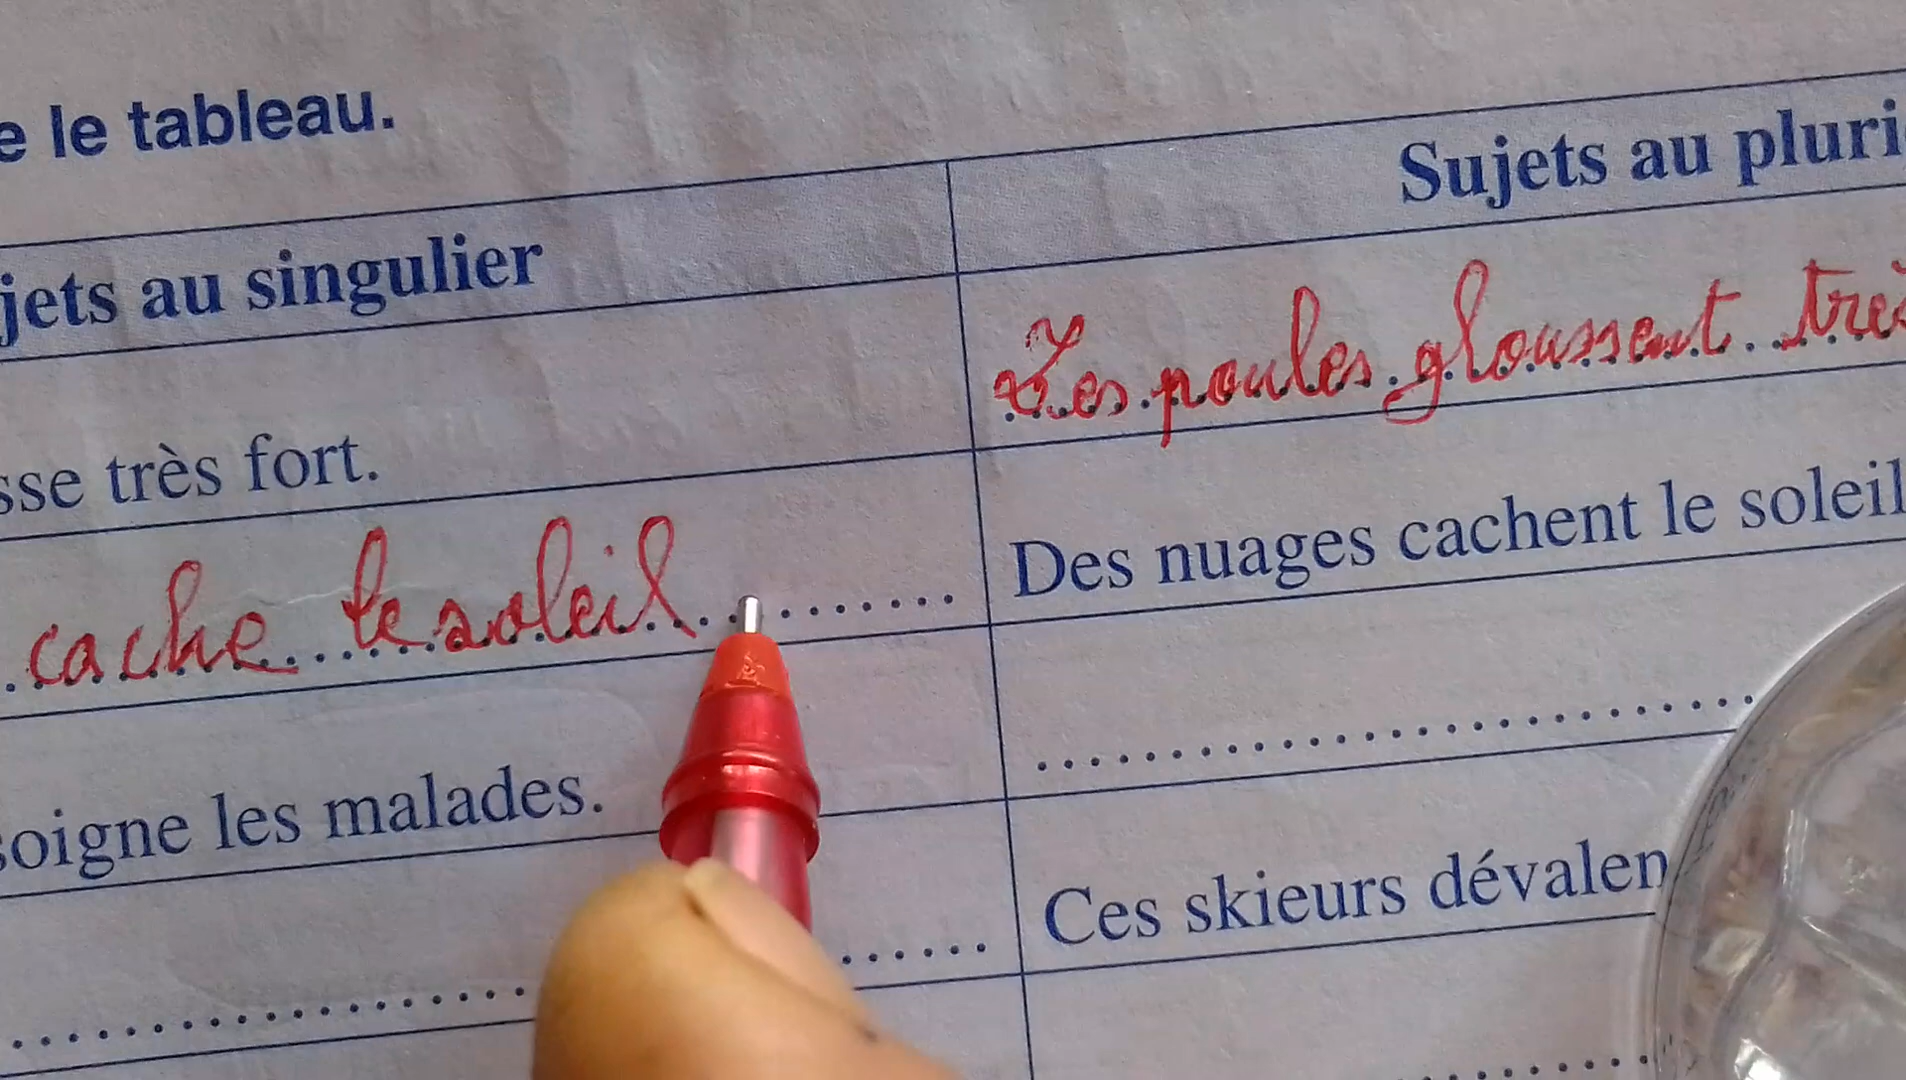 e le tableau.
jets au singulier
Sujets au pluri
sse très fort.
Les poules gloussent très
cache le soleil
Des nuages cachent le soleil
soigne les malades.
Ces skieurs dévalen